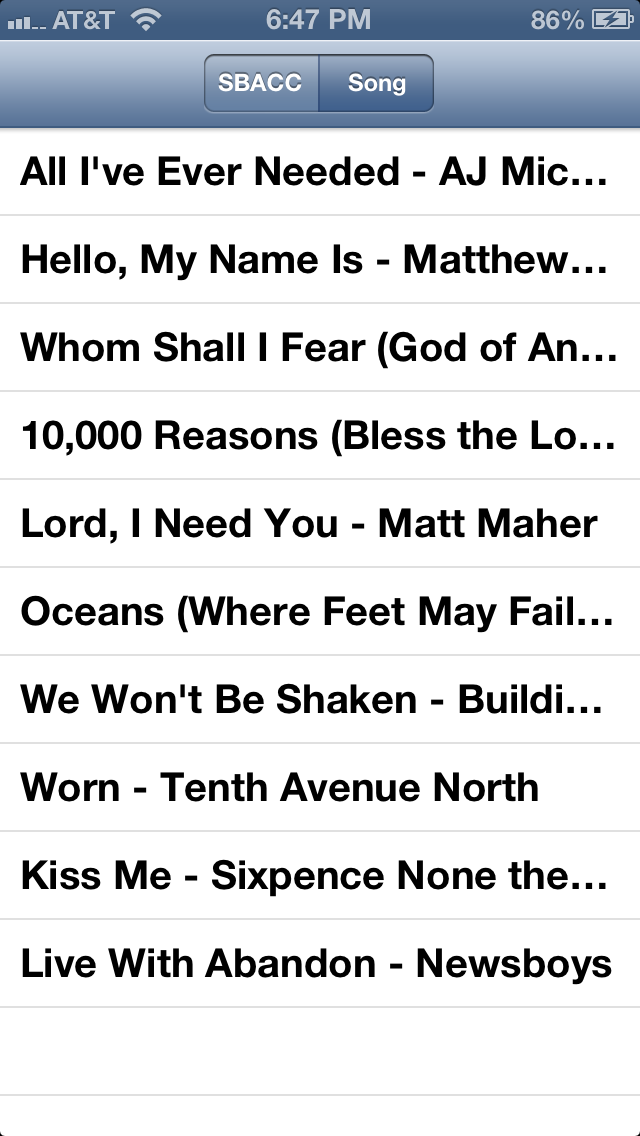 AT&T 6:47 PM 86%
SBACC Song
All I've Ever Needed - AJ Mic...
Hello, My Name Is - Matthew...
Whom Shall I Fear (God of An...
10,000 Reasons (Bless the Lo...
Lord, I Need You - Matt Maher
Oceans (Where Feet May Fail...
We Won't Be Shaken - Buildi...
Worn - Tenth Avenue North
Kiss Me - Sixpence None the...
Live With Abandon - Newsboys